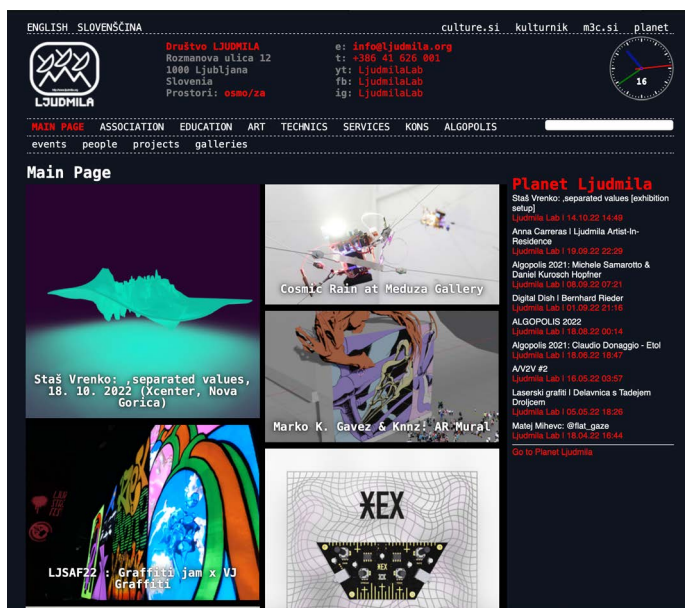 ENGLISH SLOVENŠČINA
culture.si kulturnik m3c.si planet
LJUDMILA
Društvo LJUDMILA
Rozmanova ulica 12
1000 Ljubljana
Slovenia
Prostori: osmo/za
e: info@ljudmila.org
t: +386 41 626 001
yt: LjudmilaLab
fb: LjudmilaLab
ig: LjudmilaLab
16
MAIN PAGE ASSOCIATION EDUCATION ART TECHNICS SERVICES KONS ALGOPOLIS
events people projects galleries
Main Page
Staš Vrenko: ‚separated values,
18. 10. 2022 (Xcenter, Nova
Gorica)
Cosmic Rain at Meduza Gallery
Marko K. Gavez & Knnz: AR Mural
LJSAF22 : Graffiti jam x VJ
Graffiti
XEX
XEX
Planet Ljudmila
Staš Vrenko: ‚separated values [exhibition
setup]
Ljudmila Lab | 14.10.22 14:49
Anna Carreras | Ljudmila Artist-In-
Residence
Ljudmila Lab | 19.09.22 22:29
Algopolis 2021: Michele Samarotto &
Daniel Kurosch Hopfner
Ljudmila Lab | 08.09.22 07:21
Digital Dish | Bernhard Rieder
Ljudmila Lab | 01.09.22 21:16
ALGOPOLIS 2022
Ljudmila Lab | 18.08.22 00:14
Algopolis 2021: Claudio Donaggio - Etol
Ljudmila Lab | 18.06.22 18:47
A/V2V #2
Ljudmila Lab | 16.05.22 03:57
Laserski grafiti | Delavnica s Tadejem
Droljcem
Ljudmila Lab | 05.05.22 18:26
Matej Mihevc: @flat_gaze
Ljudmila Lab | 18.04.22 16:44
Go to Planet Ljudmila